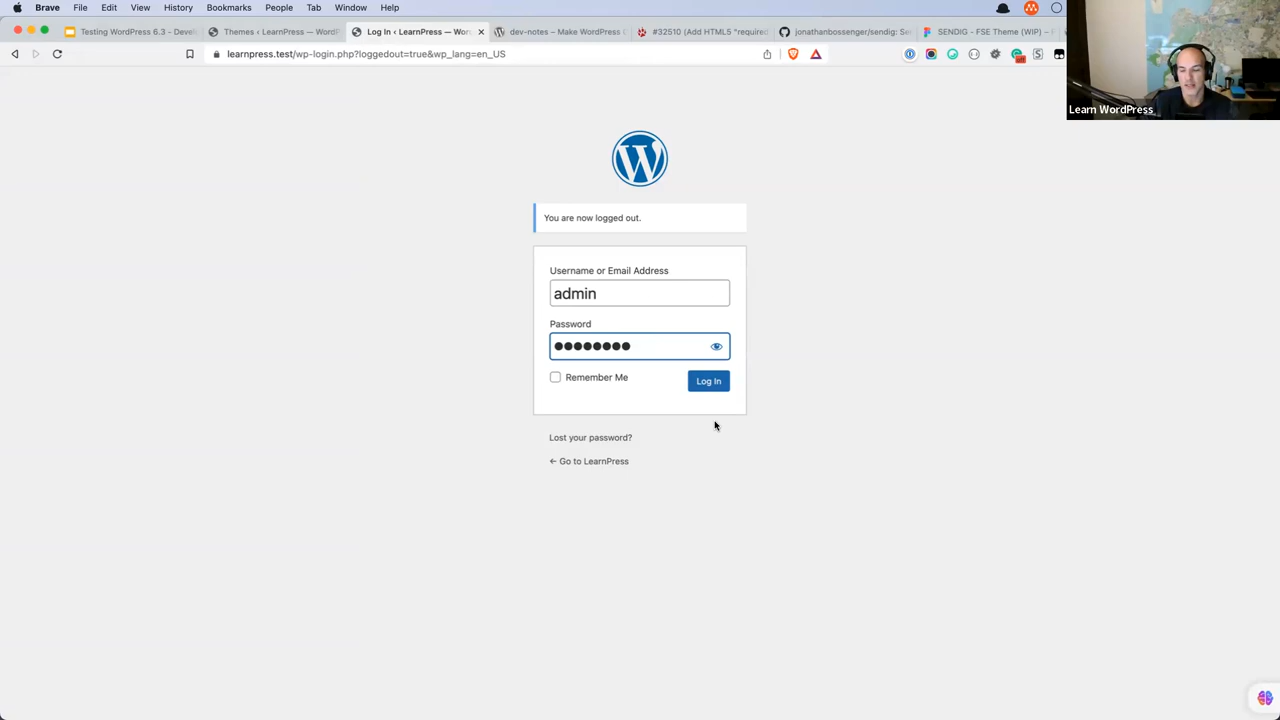 Brave File Edit View History Bookmarks People Tab Window Help
Testing WordPress 6.3 - Devel
Themes ‹ LearnPress — WordP
Log In ‹ LearnPress — Wor
dev-notes – Make WordPress C
#32510 (Add HTML5 "required
jonathanbossenger/sendig: Se
SENDIG - FSE Theme (WIP) –
learnpress.test/wp-login.php?loggedout=true&wp_lang=en_US
Learn WordPress
You are now logged out.
Username or Email Address
admin
Password
Remember Me
Log In
Lost your password?
← Go to LearnPress